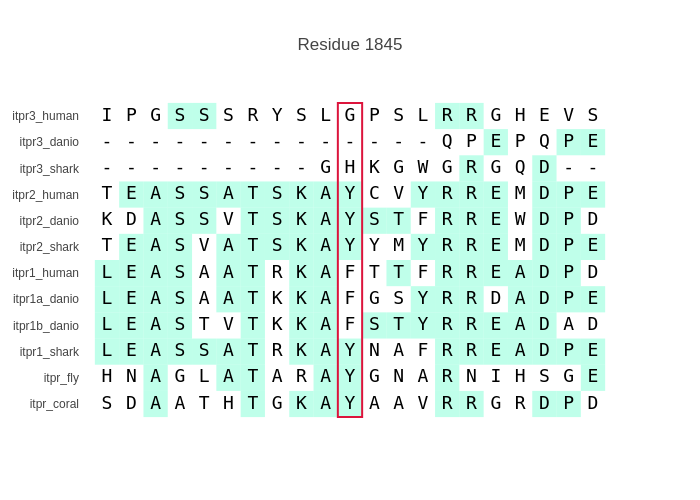 Residue 1845
itpr3_human I P G S S S R Y S L G P S L R R G H E V S
itpr3_danio - - - - - - - - - - - - - - Q P E P Q P E
itpr3_shark - - - - - - - - - G H K G W G R G Q D - -
itpr2_human T E A S S A T S K A Y C V Y R R E M D P E
itpr2_danio K D A S S V T S K A Y S T F R R E W D P D
itpr2_shark T E A S V A T S K A Y Y M Y R R E M D P E
itpr1_human L E A S A A T R K A F T T F R R E A D P D
itpr1a_danio L E A S A A T K K A F G S Y R R D A D P E
itpr1b_danio L E A S T V T K K A F S T Y R R E A D A D
itpr1_shark L E A S S A T R K A Y N A F R R E A D P E
itpr_fly H N A G L A T A R A Y G N A R N I H S G E
itpr_coral S D A A T H T G K A Y A A V R R G R D P D